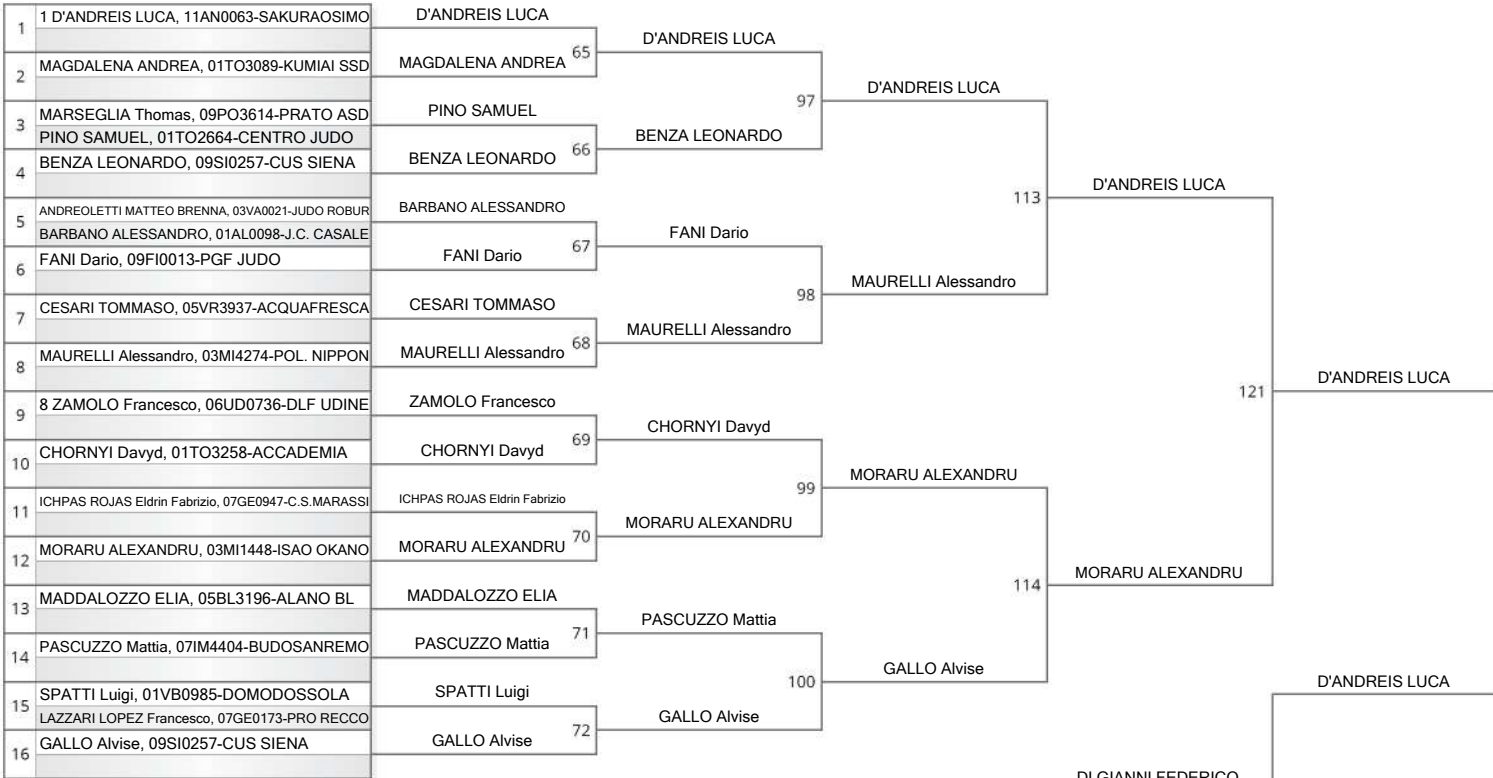 1
1 D'ANDREIS LUCA, 11AN0063-SAKURAOSIMO
2
MAGDALENA ANDREA, 01TO3089-KUMIAI SSD
3
MARSEGLIA Thomas, 09PO3614-PRATO ASD
PINO SAMUEL, 01TO2664-CENTRO JUDO
4
BENZA LEONARDO, 09SI0257-CUS SIENA
5
ANDREOLETTI MATTEO BRENNA, 03VA0021-JUDO ROBUR
BARBANO ALESSANDRO, 01AL0098-J.C. CASALE
6
FANI Dario, 09FI0013-PGF JUDO
7
CESARI TOMMASO, 05VR3937-ACQUAFRESCA
8
MAURELLI Alessandro, 03MI4274-POL. NIPPON
9
8 ZAMOLO Francesco, 06UD0736-DLF UDINE
10
CHORNYI Davyd, 01TO3258-ACCADEMIA
11
ICHPAS ROJAS Eldrin Fabrizio, 07GE0947-C.S.MARASSI
12
MORARU ALEXANDRU, 03MI1448-ISAO OKANO
13
MADDALOZZO ELIA, 05BL3196-ALANO BL
14
PASCUZZO Mattia, 07IM4404-BUDOSANREMO
15
SPATTI Luigi, 01VB0985-DOMODOSSOLA
LAZZARI LOPEZ Francesco, 07GE0173-PRO RECCO
16
GALLO Alvise, 09SI0257-CUS SIENA
D'ANDREIS LUCA
65
MAGDALENA ANDREA
PINO SAMUEL
66
BENZA LEONARDO
BARBANO ALESSANDRO
67
FANI Dario
CESARI TOMMASO
68
MAURELLI Alessandro
ZAMOLO Francesco
69
CHORNYI Davyd
ICHPAS ROJAS Eldrin Fabrizio
70
MORARU ALEXANDRU
MADDALOZZO ELIA
71
PASCUZZO Mattia
SPATTI Luigi
72
GALLO Alvise
D'ANDREIS LUCA
97
BENZA LEONARDO
FANI Dario
98
MAURELLI Alessandro
CHORNYI Davyd
99
MORARU ALEXANDRU
PASCUZZO Mattia
100
GALLO Alvise
D'ANDREIS LUCA
113
MAURELLI Alessandro
MORARU ALEXANDRU
114
GALLO Alvise
D'ANDREIS LUCA
121
MORARU ALEXANDRU
D'ANDREIS LUCA
D'ANDREIS LUCA
DI GIANNI FEDERICO